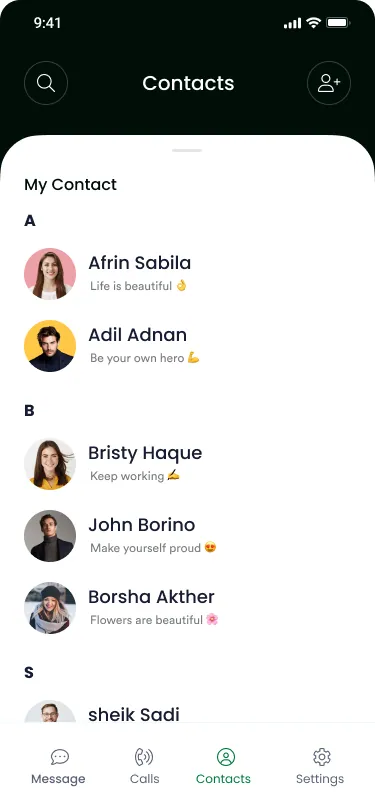 9:41
Contacts
My Contact
A
Afrin Sabila
Life is beautiful 👌
Adil Adnan
Be your own hero 💪
B
Bristy Haque
Keep working ✍️
John Borino
Make yourself proud 😍
Borsha Akther
Flowers are beautiful 🌸
S
sheik Sadi
Message
Calls
Contacts
Settings